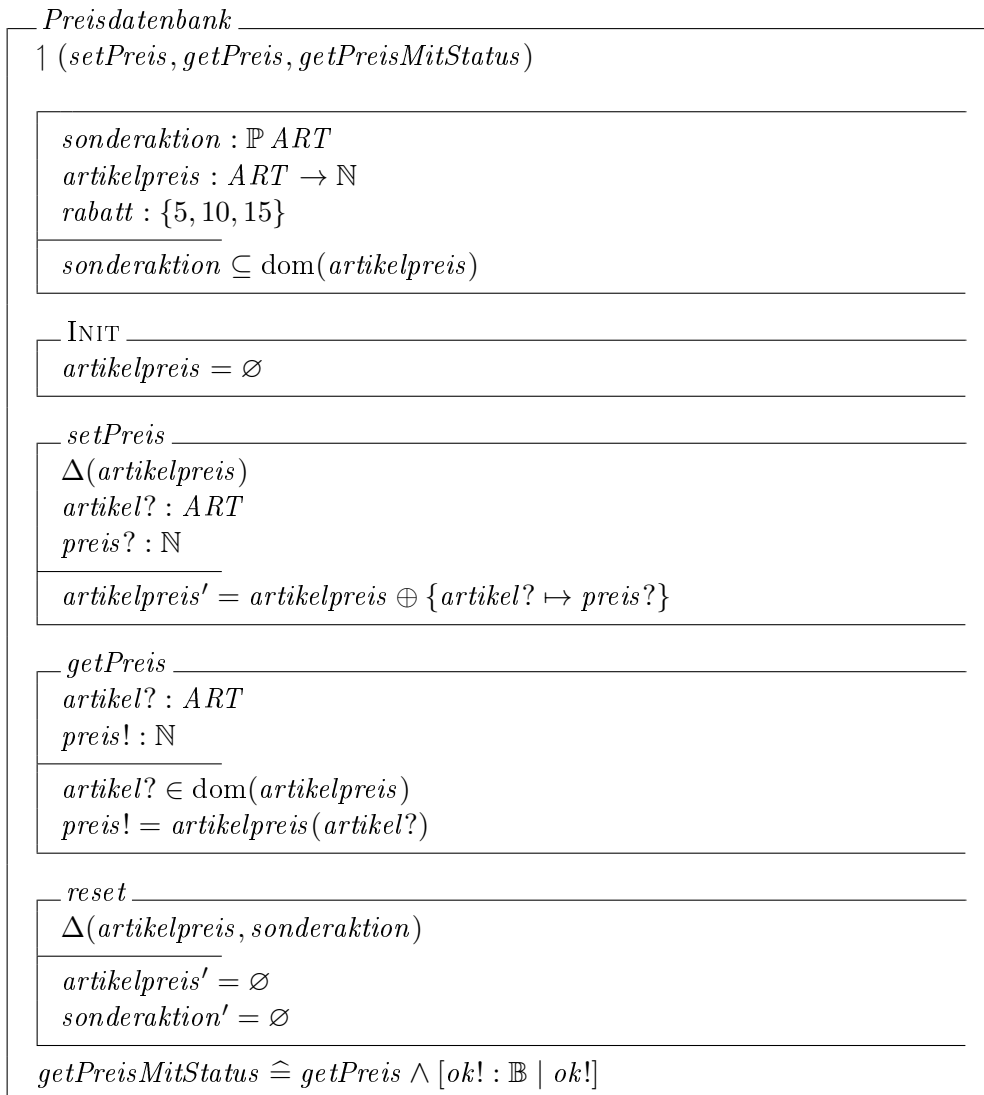 Preisdatenbank
↾ (setPreis, getPreis, getPreisMitStatus)
sonderaktion : ℙ ART
artikelpreis : ART → ℕ
rabatt : {5, 10, 15}
sonderaktion ⊆ dom(artikelpreis)
INIT
artikelpreis = ∅
setPreis
Δ(artikelpreis)
artikel? : ART
preis? : ℕ
artikelpreis′ = artikelpreis ⊕ {artikel? ↦ preis?}
getPreis
artikel? : ART
preis! : ℕ
artikel? ∈ dom(artikelpreis)
preis! = artikelpreis(artikel?)
reset
Δ(artikelpreis, sonderaktion)
artikelpreis′ = ∅
sonderaktion′ = ∅
getPreisMitStatus ≙ getPreis ∧ [ok! : 𝔹 | ok!]